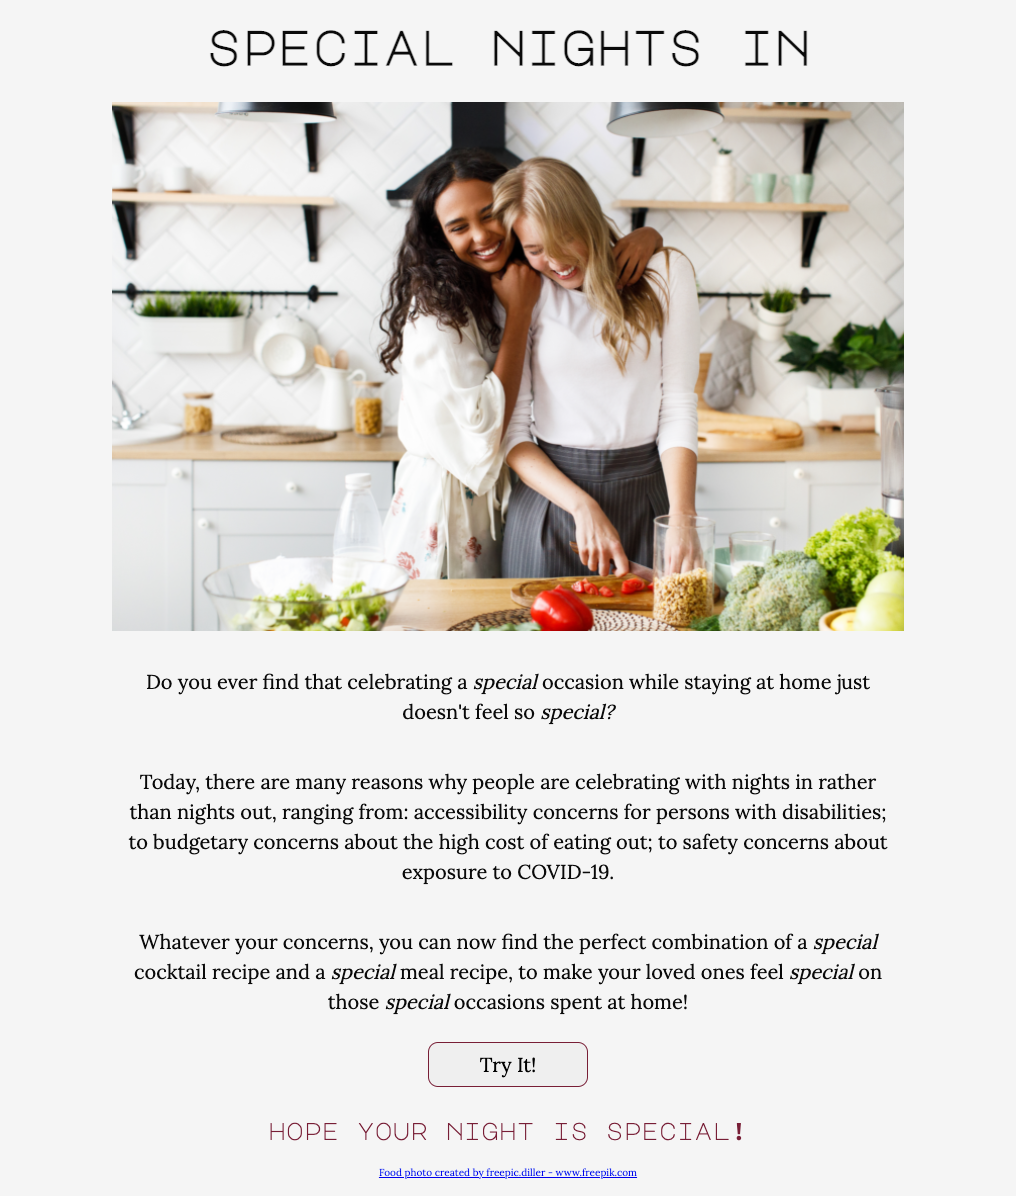 SPECIAL NIGHTS IN
Do you ever find that celebrating a special occasion while staying at home just
doesn't feel so special?
Today, there are many reasons why people are celebrating with nights in rather
than nights out, ranging from: accessibility concerns for persons with disabilities;
to budgetary concerns about the high cost of eating out; to safety concerns about
exposure to COVID-19.
Whatever your concerns, you can now find the perfect combination of a special
cocktail recipe and a special meal recipe, to make your loved ones feel special on
those special occasions spent at home!
Try It!
HOPE YOUR NIGHT IS SPECIAL!
Food photo created by freepic.diller - www.freepik.com